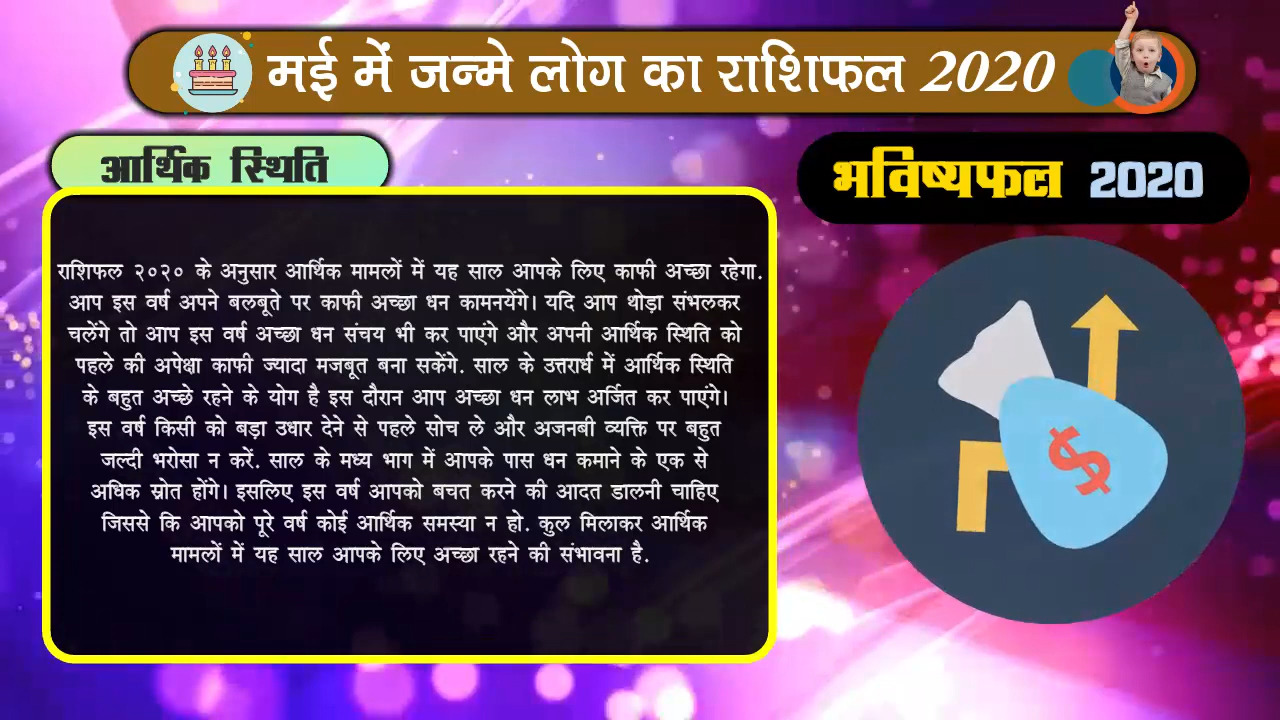 मई में जन्मे लोग का राशिफल 2020
आर्थिक स्थिति
भविष्यफल 2020
राशिफल २०२० के अनुसार आर्थिक मामलों में यह साल आपके लिए काफी अच्छा रहेगा.
आप इस वर्ष अपने बलबूते पर काफी अच्छा धन कामनयेंगे। यदि आप थोड़ा संभलकर
चलेंगे तो आप इस वर्ष अच्छा धन संचय भी कर पाएंगे और अपनी आर्थिक स्थिति को
पहले की अपेक्षा काफी ज्यादा मजबूत बना सकेंगे. साल के उत्तरार्ध में आर्थिक स्थिति
के बहुत अच्छे रहने के योग है इस दौरान आप अच्छा धन लाभ अर्जित कर पाएंगे।
इस वर्ष किसी को बड़ा उधार देने से पहले सोच ले और अजनबी व्यक्ति पर बहुत
जल्दी भरोसा न करें. साल के मध्य भाग में आपके पास धन कमाने के एक से
अधिक स्रोत होंगे। इसलिए इस वर्ष आपको बचत करने की आदत डालनी चाहिए
जिससे कि आपको पूरे वर्ष कोई आर्थिक समस्या न हो. कुल मिलाकर आर्थिक
मामलों में यह साल आपके लिए अच्छा रहने की संभावना है.
$